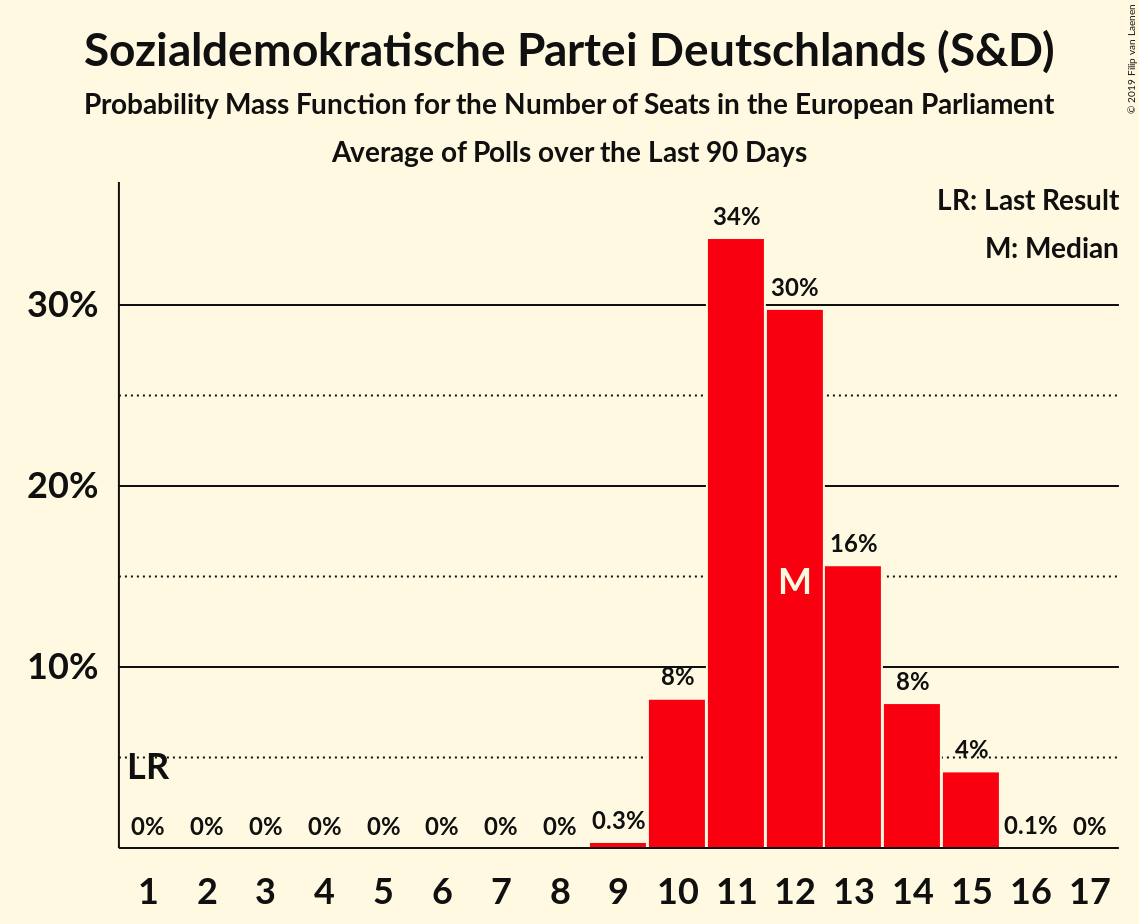 Sozialdemokratische Partei Deutschlands (S&D)
Probability Mass Function for the Number of Seats in the European Parliament
Average of Polls over the Last 90 Days
© 2019 Filip van Laenen
LR: Last Result
M: Median
34%
30%
30%
20%
16%
M
10%
8%
8%
4%
LR
0% 0% 0% 0% 0% 0% 0% 0% 0.3% 0.1% 0%
1 2 3 4 5 6 7 8 9 10 11 12 13 14 15 16 17